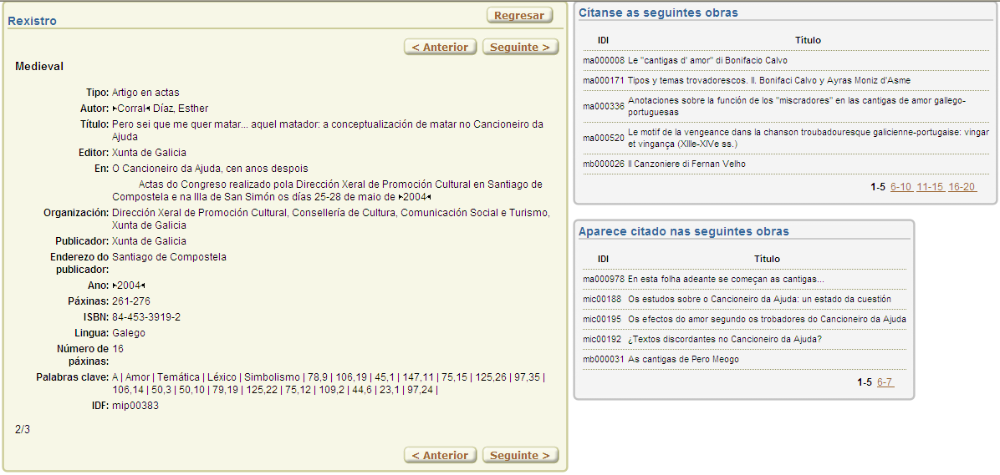 Rexistro
Regresar
< Anterior
Seguinte >
Medieval
Tipo: Artigo en actas
Autor: ▸Corral◂ Díaz, Esther
Título: Pero sei que me quer matar... aquel matador: a conceptualización de matar no Cancioneiro da
Ajuda
Editor: Xunta de Galicia
En: O Cancioneiro da Ajuda, cen anos despois
Actas do Congreso realizado pola Dirección Xeral de Promoción Cultural en Santiago de
Compostela e na Illa de San Simón os días 25-28 de maio de ▸2004◂
Organización: Dirección Xeral de Promoción Cultural, Consellería de Cultura, Comunicación Social e Turismo,
Xunta de Galicia
Publicador: Xunta de Galicia
Enderezo do Santiago de Compostela
publicador:
Ano: ▸2004◂
Páxinas: 261-276
ISBN: 84-453-3919-2
Lingua: Galego
Número de 16
páxinas:
Palabras clave: A | Amor | Temática | Léxico | Simbolismo | 78,9 | 106,19 | 45,1 | 147,11 | 75,15 | 125,26 | 97,35 |
106,14 | 50,3 | 50,10 | 79,19 | 125,22 | 75,12 | 109,2 | 44,6 | 23,1 | 97,24 |
IDF: mip00383
2/3
< Anterior
Seguinte >
Cítanse as seguintes obras
IDI Título
ma000008 Le "cantigas d' amor" di Bonifacio Calvo
ma000171 Tipos y temas trovadorescos. II. Bonifaci Calvo y Ayras Moniz d'Asme
ma000336 Anotaciones sobre la función de los "miscradores" en las cantigas de amor gallego-
portuguesas
ma000520 Le motif de la vengeance dans la chanson troubadouresque galicienne-portugaise: vingar
et vingança (XIIIe-XIVe ss.)
mb000026 Il Canzoniere di Fernan Velho
1-5 6-10 11-15 16-20
Aparece citado nas seguintes obras
IDI Título
ma000978 En esta folha adeante se começan as cantigas...
mic00188 Os estudos sobre o Cancioneiro da Ajuda: un estado da cuestión
mic00195 Os efectos do amor segundo os trobadores do Cancioneiro da Ajuda
mic00192 ¿Textos discordantes no Cancioneiro da Ajuda?
mb000031 As cantigas de Pero Meogo
1-5 6-7